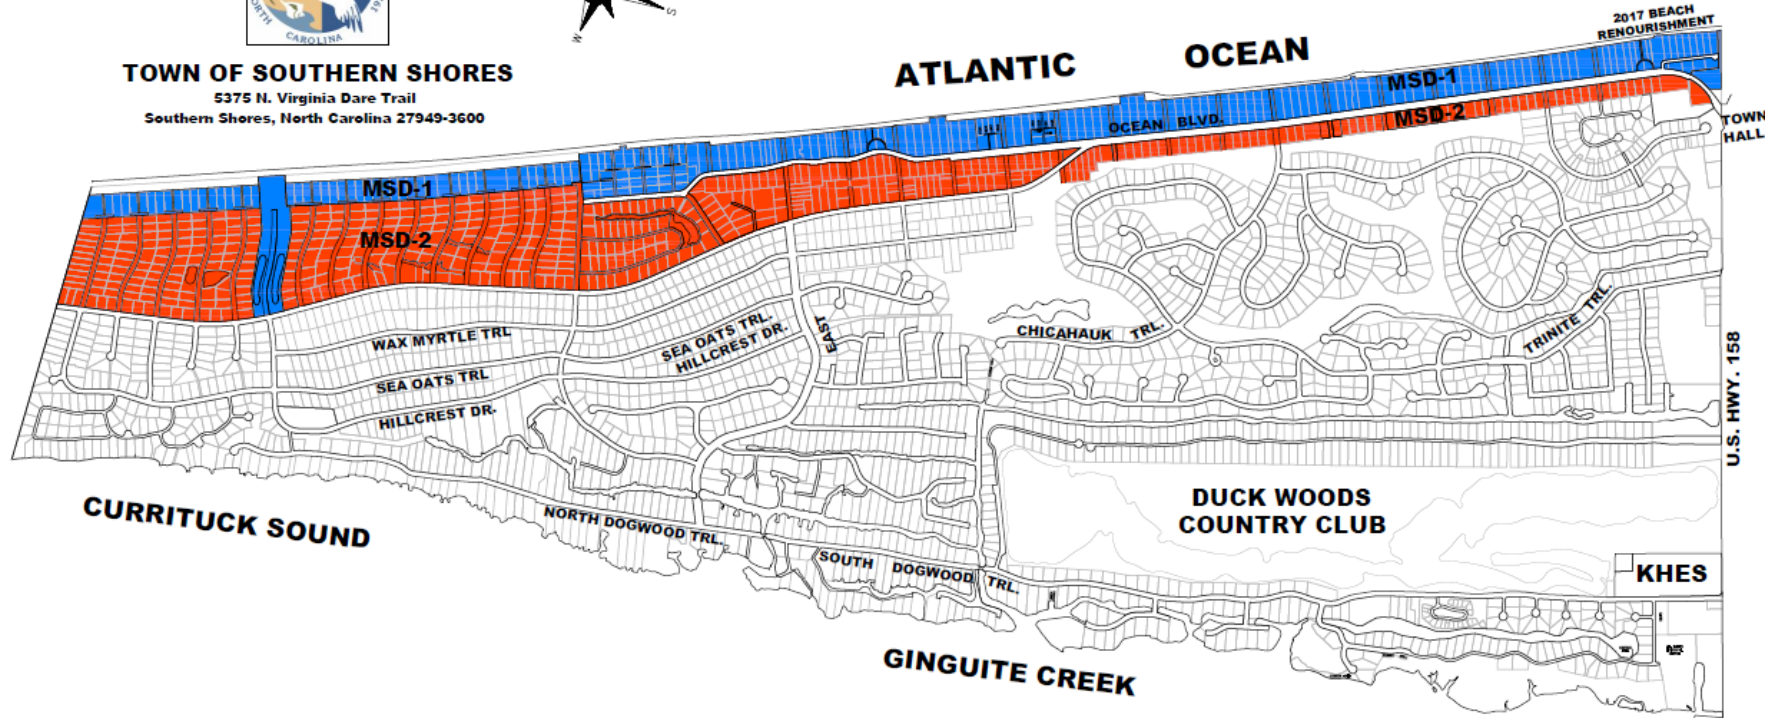 NORTH
CAROLINA
W
S
TOWN OF SOUTHERN SHORES
5375 N. Virginia Dare Trail
Southern Shores, North Carolina 27949-3600
ATLANTIC OCEAN
2017 BEACH
RENOURISHMENT
MSD-1
MSD-2
OCEAN BLVD.
TOWN
HALL
MSD-1
MSD-2
WAX MYRTLE TRL
SEA OATS TRL.
HILLCREST DR.
EAST
CHICAHAUK TRL.
TRINITE TRL.
SEA OATS TRL
HILLCREST DR.
U.S. HWY. 158
CURRITUCK SOUND
NORTH DOGWOOD TRL.
SOUTH DOGWOOD TRL.
DUCK WOODS
COUNTRY CLUB
KHES
GINGUITE CREEK